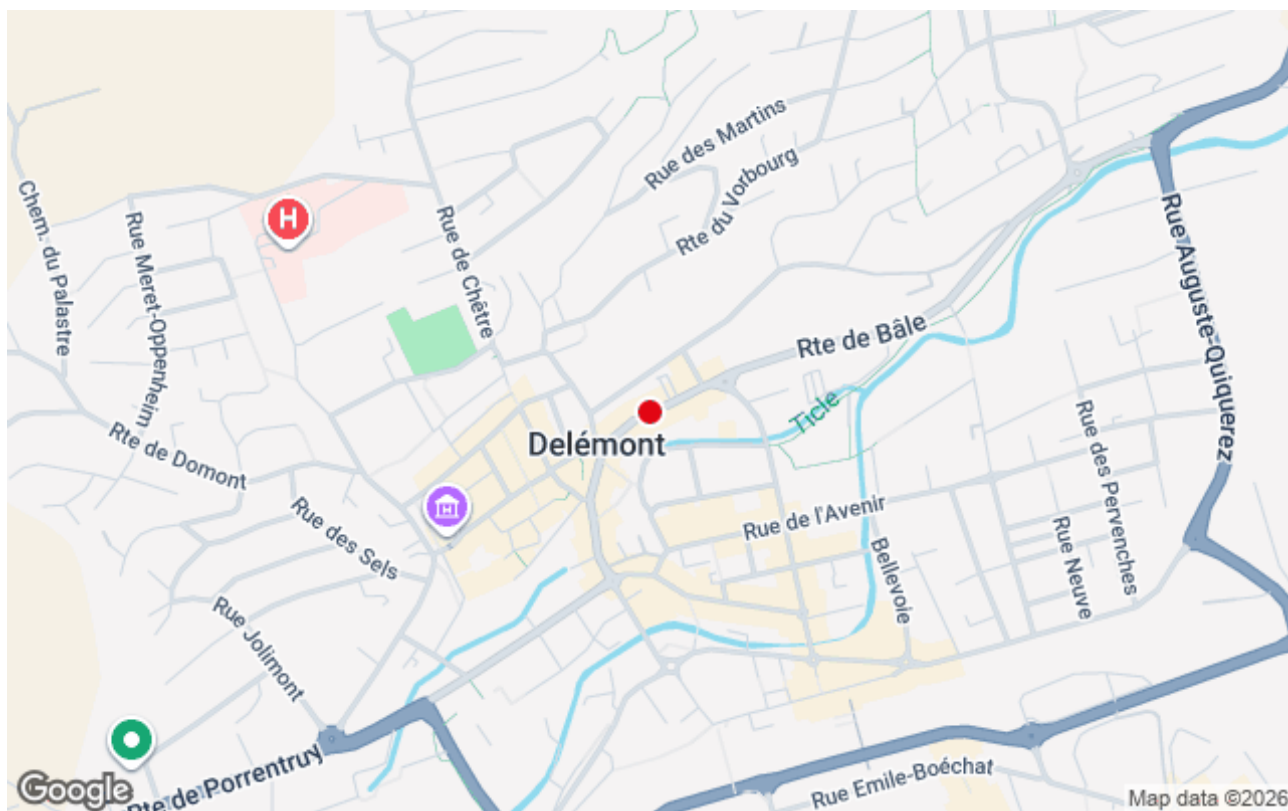 Rue des Martins
Rte du Vorbourg
H
Rue de Chêtre
Chem. du Palastre
Rue Meret-Oppenheim
Rue Auguste-Quiquerez
Rte de Bâle
Ticle
Delémont
Rte de Domont
Rue des Sels
Rue de l'Avenir
Rue des Pervenches
Rue Neuve
Bellevoie
Rue Jolimont
Rte de Porrentruy
Rue Emile-Boéchat
Google
Map data ©2026